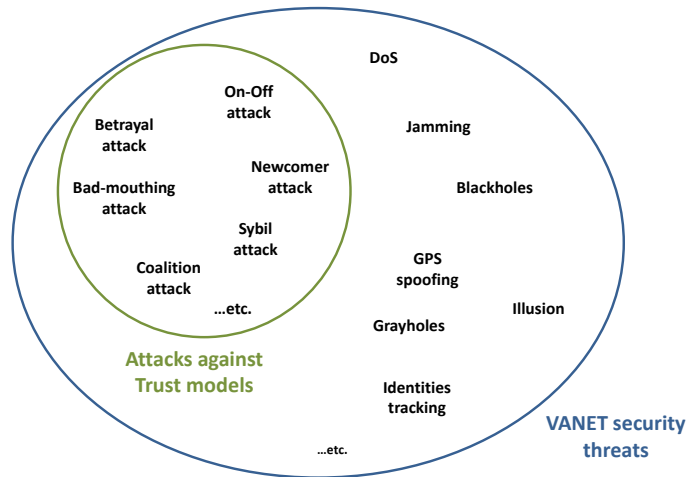 DoS
On-Off
attack
Betrayal
attack
Jamming
Newcomer
attack
Bad-mouthing
attack
Blackholes
Sybil
attack
Coalition
attack
GPS
spoofing
...etc.
Illusion
Grayholes
Attacks against
Trust models
Identities
tracking
VANET security
threats
...etc.